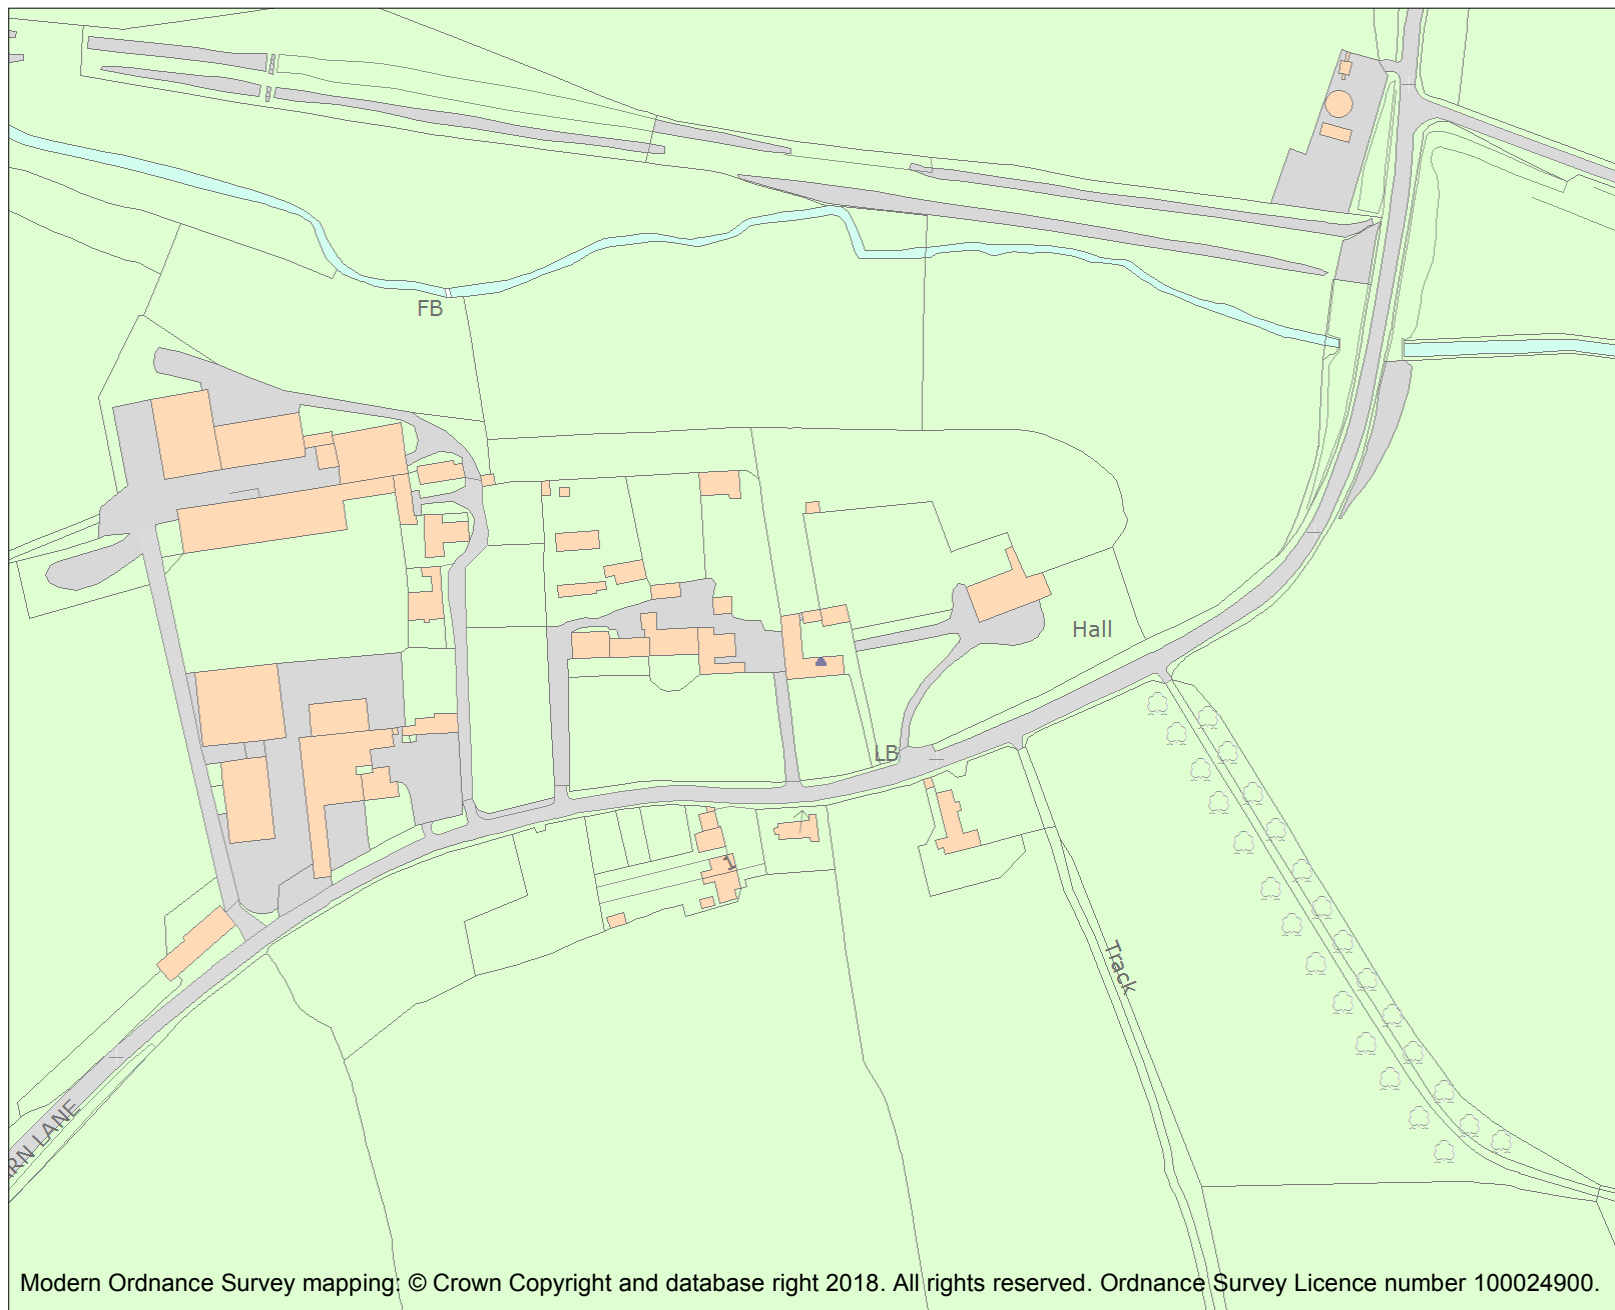 FB
Hall
LB
1
Track
ARN LANE
Modern Ordnance Survey mapping: © Crown Copyright and database right 2018. All rights reserved. Ordnance Survey Licence number 100024900.